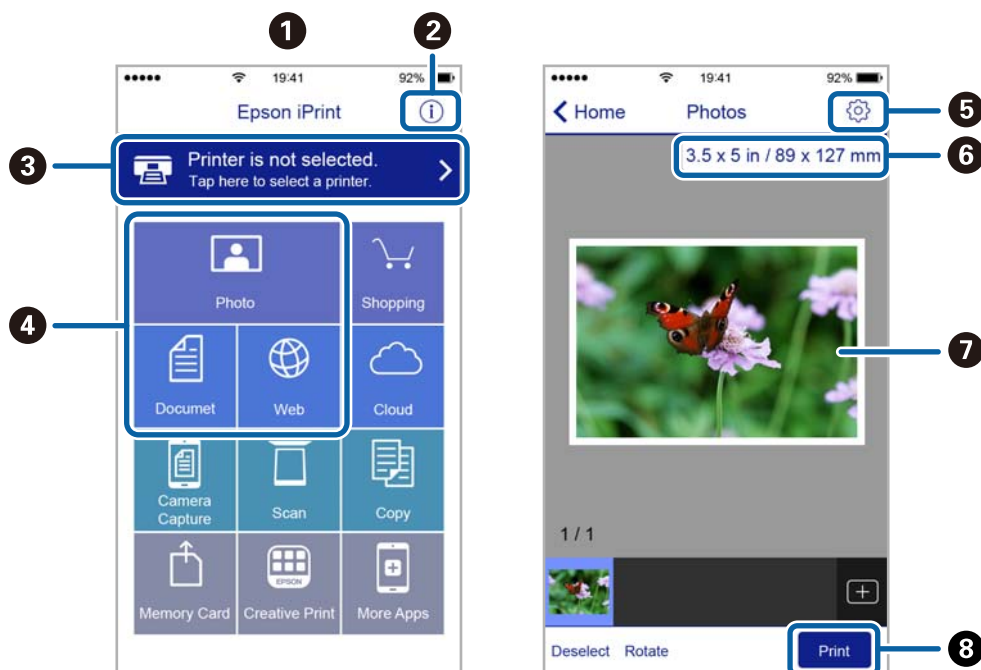 1
2
19:41
92%
Epson iPrint
3
Printer is not selected.
Tap here to select a printer.
4
Photo
Shopping
Documet
Web
Cloud
Camera
Capture
Scan
Copy
EPSON
Memory Card
Creative Print
More Apps
19:41
92%
Home
Photos
5
3.5 x 5 in / 89 x 127 mm
6
7
1 / 1
Deselect
Rotate
Print
8